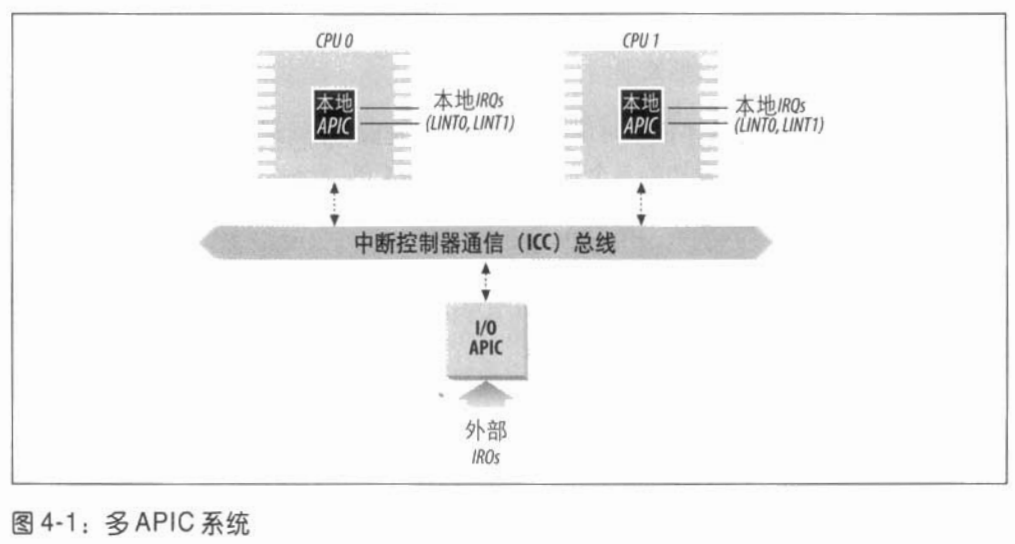 CPU 0
CPU 1
本地
APIC
本地IRQs
(LINT0, LINT1)
本地
APIC
本地IRQs
(LINT0, LINT1)
中断控制器通信（ICC）总线
I/O
APIC
外部
IRQs
图 4-1：多 APIC 系统